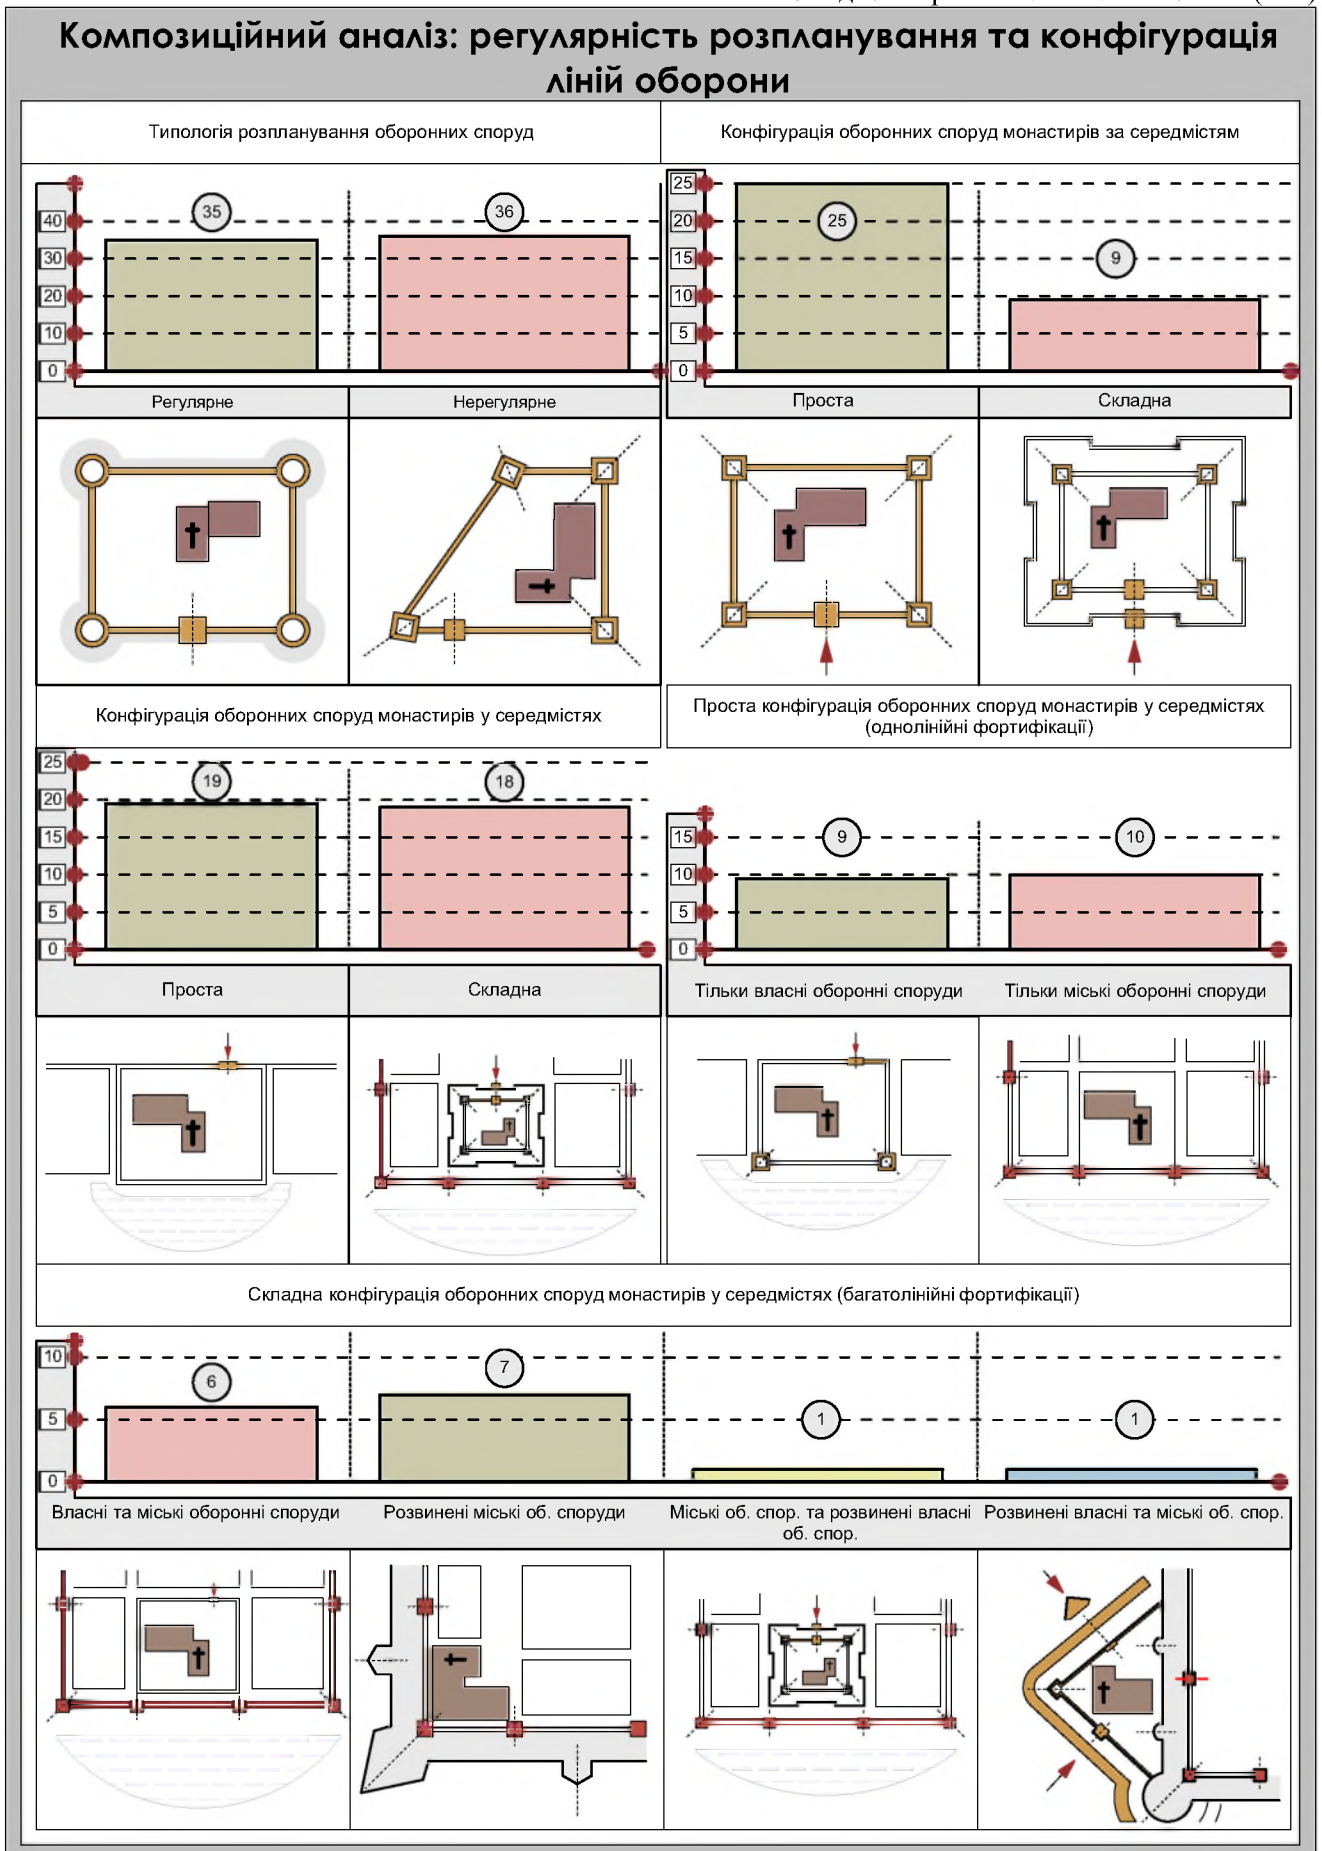 Композиційний аналіз: регулярність розпланування та конфігурація
ліній оборони
Типологія розпланування оборонних споруд
Конфігурація оборонних споруд монастирів за середмістям
40
30
20
10
0
35
36
25
20
15
10
5
0
25
9
Регулярне
Нерегулярне
Проста
Складна
Конфігурація оборонних споруд монастирів у середмістях
Проста конфігурація оборонних споруд монастирів у середмістях
(однолінійні фортифікації)
25
20
15
10
5
0
19
18
15
10
5
0
9
10
Проста
Складна
Тільки власні оборонні споруди
Тільки міські оборонні споруди
Складна конфігурація оборонних споруд монастирів у середмістях (багатолінійні фортифікації)
10
5
0
6
7
1
1
Власні та міські оборонні споруди
Розвинені міські об. споруди
Міські об. спор. та розвинені власні
об. спор.
Розвинені власні та міські об. спор.